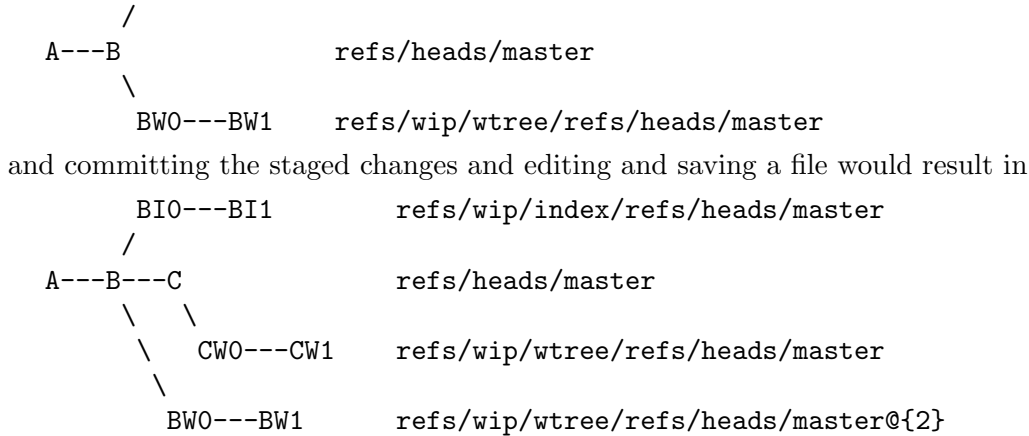 /
A---B              refs/heads/master
      \
       BW0---BW1   refs/wip/wtree/refs/heads/master
and committing the staged changes and editing and saving a file would result in
       BI0---BI1        refs/wip/index/refs/heads/master
      /
A---B---C               refs/heads/master
      \  \
       \  CW0---CW1     refs/wip/wtree/refs/heads/master
        \
         BW0---BW1      refs/wip/wtree/refs/heads/master@{2}